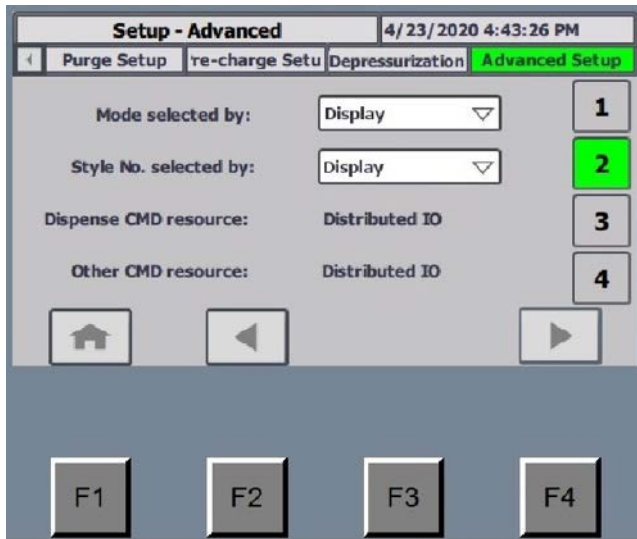 Setup - Advanced 4/23/2020 4:43:26 PM
Purge Setup 're-charge Setu Depressurization Advanced Setup
Mode selected by: Display 1
Style No. selected by: Display 2
Dispense CMD resource: Distributed IO 3
Other CMD resource: Distributed IO 4
F1 F2 F3 F4